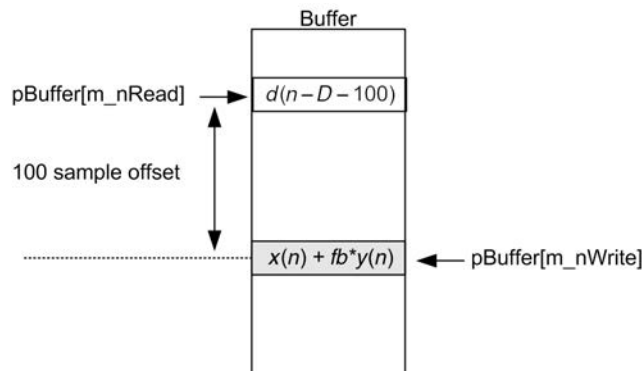 Buffer
pBuffer[m_nRead]
d(n – D – 100)
100 sample offset
x(n) + fb*y(n)
pBuffer[m_nWrite]